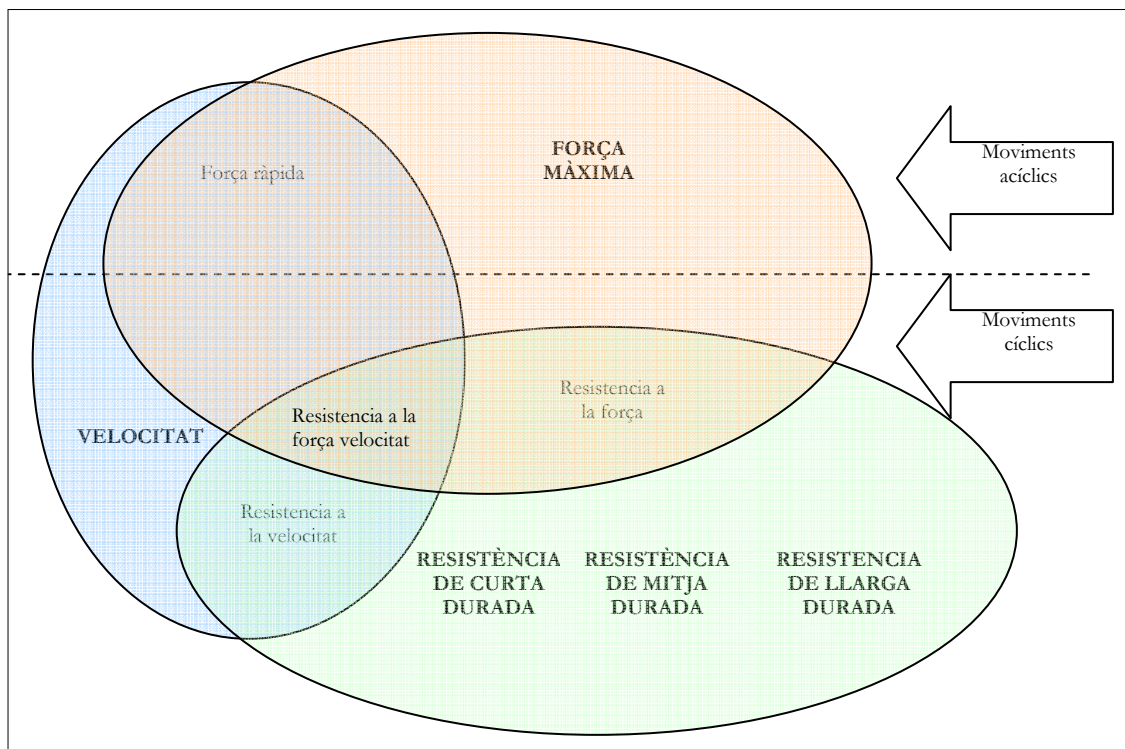 FORÇA
MÀXIMA
Força ràpida
Moviments
acíclics
Moviments
cíclics
Resistencia a
la força
Resistencia a la
força velocitat
VELOCITAT
Resistencia a
la velocitat
RESISTÈNCIA
DE CURTA
DURADA
RESISTÈNCIA
DE MITJA
DURADA
RESISTENCIA
DE LLARGA
DURADA